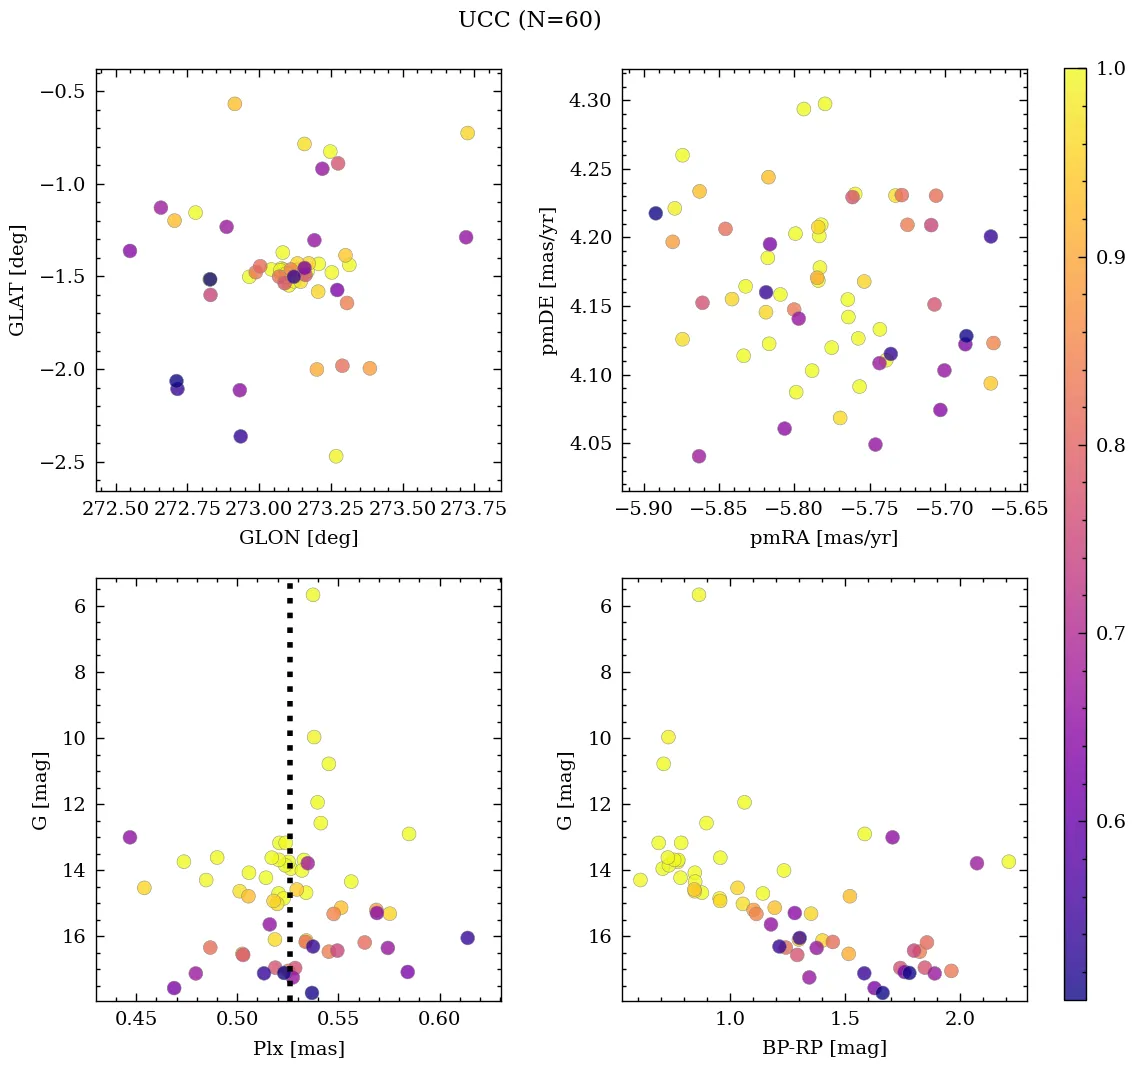 UCC (N=60)
−0.5
−1.0
−1.5
−2.0
−2.5
GLAT [deg]
272.50 272.75 273.00 273.25 273.50 273.75
GLON [deg]
4.30
4.25
4.20
4.15
4.10
4.05
pmDE [mas/yr]
−5.90 −5.85 −5.80 −5.75 −5.70 −5.65
pmRA [mas/yr]
6
8
10
12
14
16
G [mag]
0.45 0.50 0.55 0.60
Plx [mas]
6
8
10
12
14
16
G [mag]
1.0 1.5 2.0
BP-RP [mag]
1.0
0.9
0.8
0.7
0.6